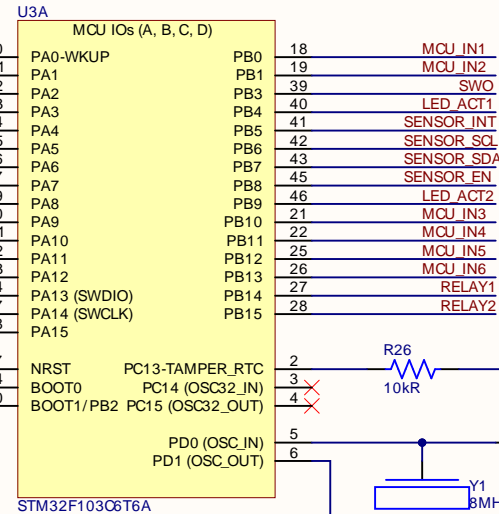 U3A
MCU IOs (A, B, C, D)
PA0-WKUP PB0 18 MCU_IN1
PA1 PB1 19 MCU_IN2
PA2 PB3 39 SWO
PA3 PB4 40 LED_ACT1
PA4 PB5 41 SENSOR_INT
PA5 PB6 42 SENSOR_SCL
PA6 PB7 43 SENSOR_SDA
PA7 PB8 45 SENSOR_EN
PA8 PB9 46 LED_ACT2
PA9 PB10 21 MCU_IN3
PA10 PB11 22 MCU_IN4
PA11 PB12 25 MCU_IN5
PA12 PB13 26 MCU_IN6
PA13 (SWDIO) PB14 27 RELAY1
PA14 (SWCLK) PB15 28 RELAY2
PA15
R26
NRST PC13-TAMPER_RTC 2
BOOT0 PC14 (OSC32_IN) 3 10kR
BOOT1/PB2 PC15 (OSC32_OUT) 4
PD0 (OSC_IN) 5
PD1 (OSC_OUT) 6
Y1
STM32F103C6T6A 8MH